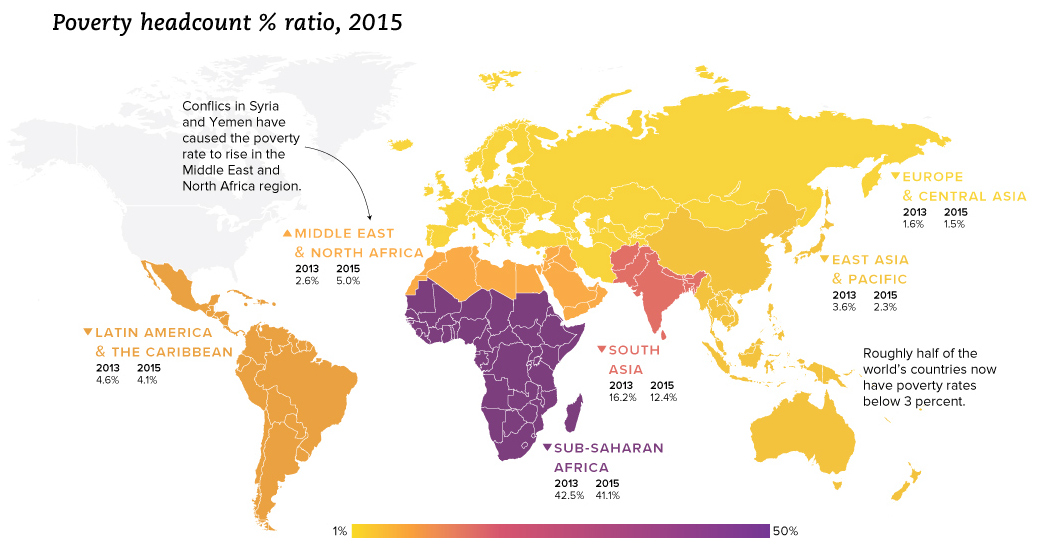 Poverty headcount % ratio, 2015
Conflics in Syria
and Yemen have
caused the poverty
rate to rise in the
Middle East and
North Africa region.
▲MIDDLE EAST
& NORTH AFRICA
2013 2015
2.6% 5.0%
▼EUROPE
& CENTRAL ASIA
2013 2015
1.6% 1.5%
▼EAST ASIA
& PACIFIC
2013 2015
3.6% 2.3%
▼LATIN AMERICA
& THE CARIBBEAN
2013 2015
4.6% 4.1%
▼SOUTH
ASIA
2013 2015
16.2% 12.4%
Roughly half of the
world's countries now
have poverty rates
below 3 percent.
▼SUB-SAHARAN
AFRICA
2013 2015
42.5% 41.1%
1% 50%